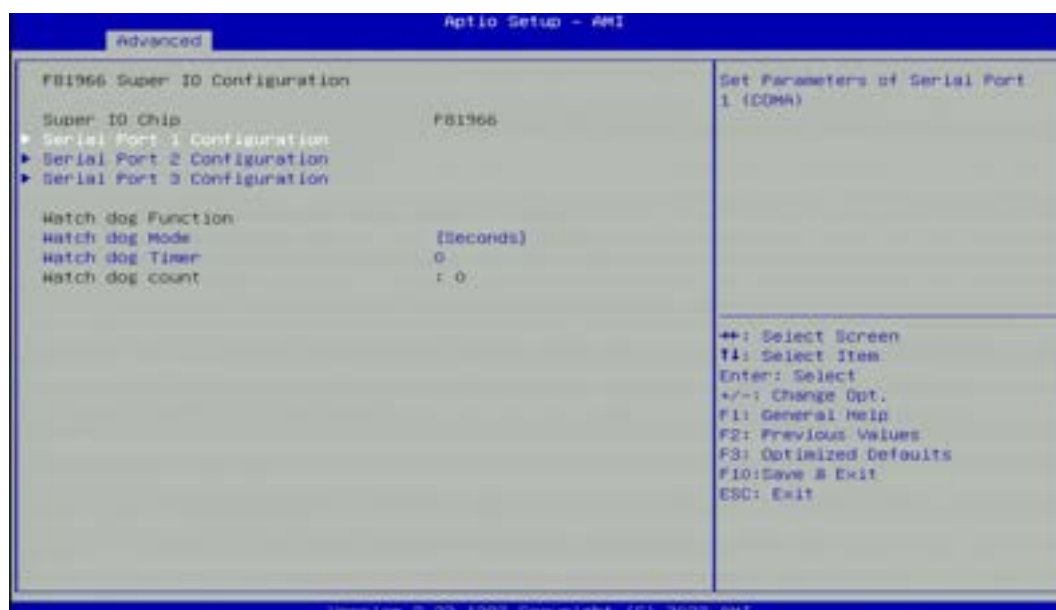 Aptio Setup - AMI
Advanced
F81966 Super IO Configuration
Super IO Chip F81966
Serial Port 1 Configuration
Serial Port 2 Configuration
Serial Port 3 Configuration
Watch dog Function
Watch dog Mode [Seconds]
Watch dog Timer 0
Watch dog count : 0
Set Parameters of Serial Port
1 (COMA)
→←: Select Screen
↑↓: Select Item
Enter: Select
+/-: Change Opt.
F1: General Help
F2: Previous Values
F3: Optimized Defaults
F10:Save & Exit
ESC: Exit